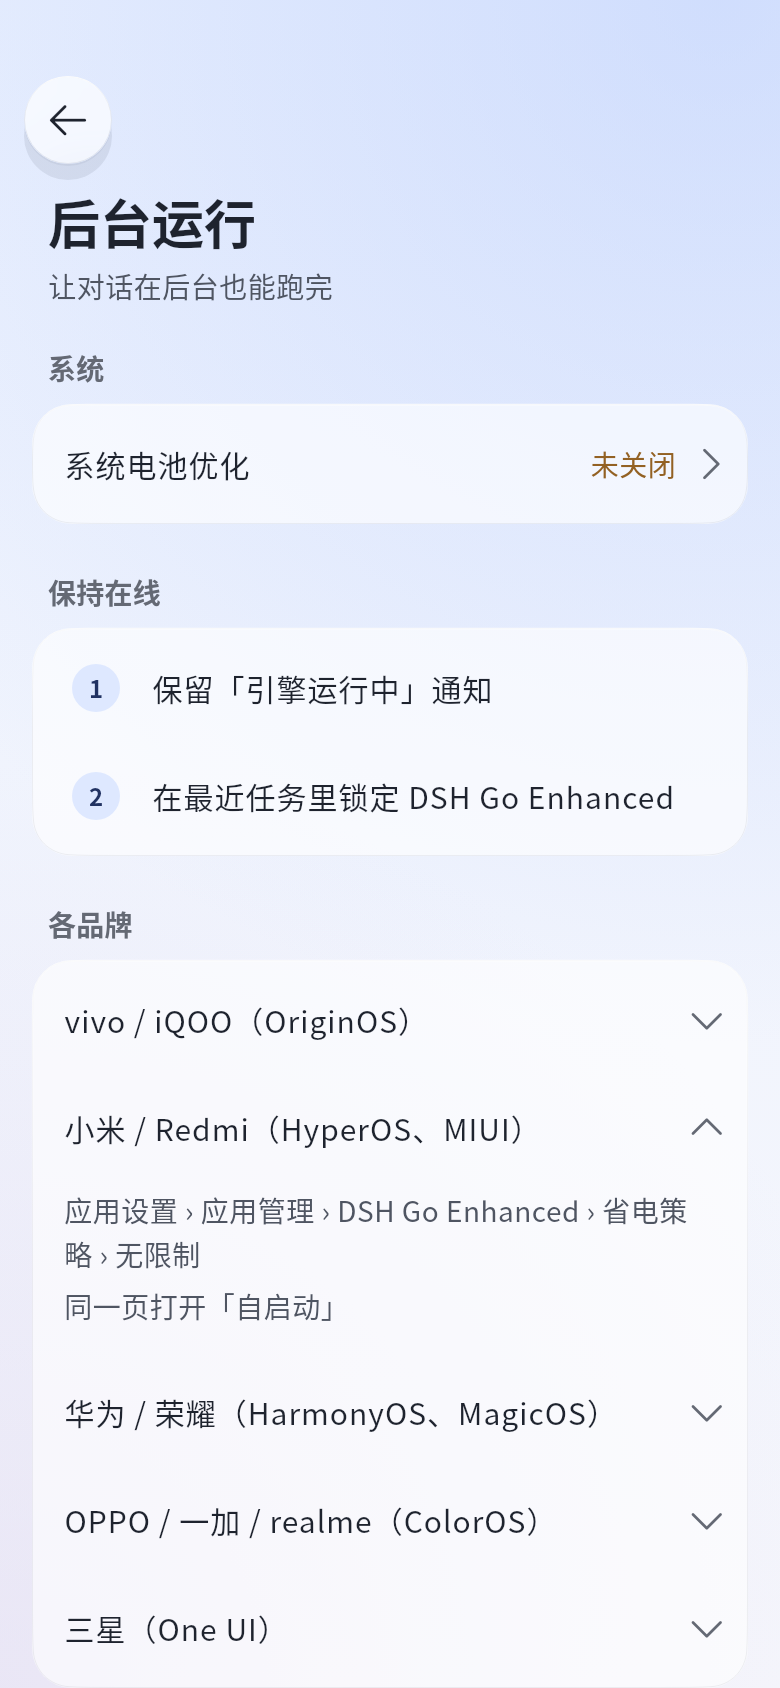 后台运行
让对话在后台也能跑完
系统
系统电池优化 未关闭
保持在线
1 保留「引擎运行中」通知
2 在最近任务里锁定 DSH Go Enhanced
各品牌
vivo / iQOO（OriginOS）
小米 / Redmi（HyperOS、MIUI）
应用设置 › 应用管理 › DSH Go Enhanced › 省电策
略 › 无限制
同一页打开「自启动」
华为 / 荣耀（HarmonyOS、MagicOS）
OPPO / 一加 / realme（ColorOS）
三星（One UI）